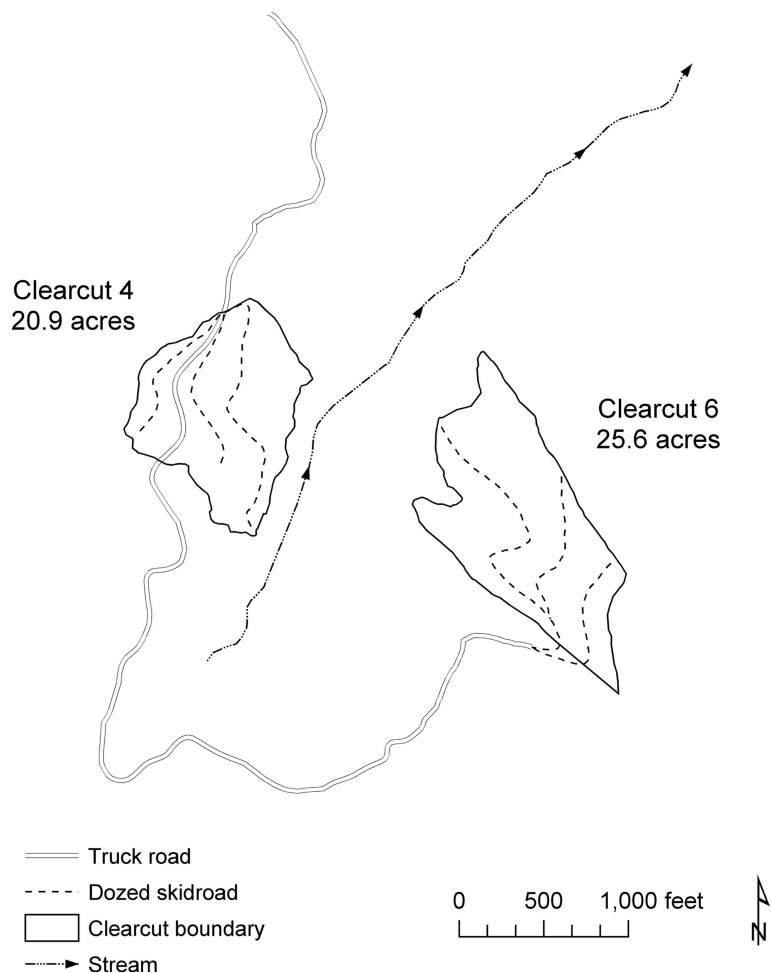 Clearcut 4
20.9 acres
Clearcut 6
25.6 acres
Truck road
Dozed skidroad
Clearcut boundary
Stream
0 500 1,000 feet
N